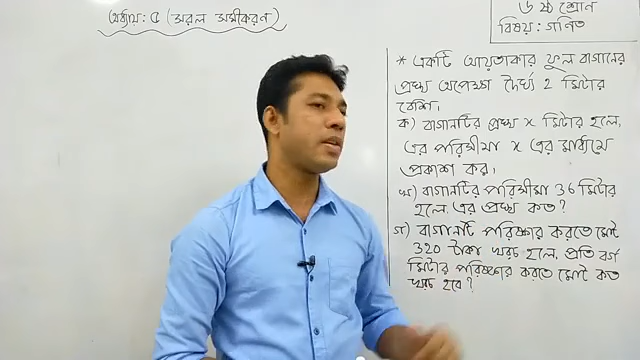 অধ্যায়: ৫ (সরল সমীকরণ)
৬ ষ্ঠ শ্রেণি
বিষয়: গণিত
* একটি আয়তাকার ফুল বাগানের
প্রস্থ অপেক্ষা দৈর্ঘ্য 2 মিটার
বেশি।
ক) বাগানটির প্রস্থ x মিটার হলে,
এর পরিসীমা x এর মাধ্যমে
প্রকাশ কর।
খ) বাগানটির পরিসীমা 36 মিটার
হলে এর প্রস্থ কত?
গ) বাগানটি পরিষ্কার করতে মোট
320 টাকা খরচ হলে, প্রতি বর্গ
মিটার পরিষ্কার করতে মোট কত
খরচ হবে?